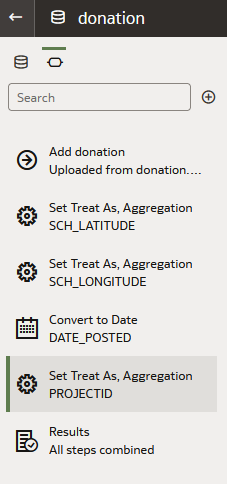 donation
Search
Add donation
Uploaded from donation....
Set Treat As, Aggregation
SCH_LATITUDE
Set Treat As, Aggregation
SCH_LONGITUDE
Convert to Date
DATE_POSTED
Set Treat As, Aggregation
PROJECTID
Results
All steps combined